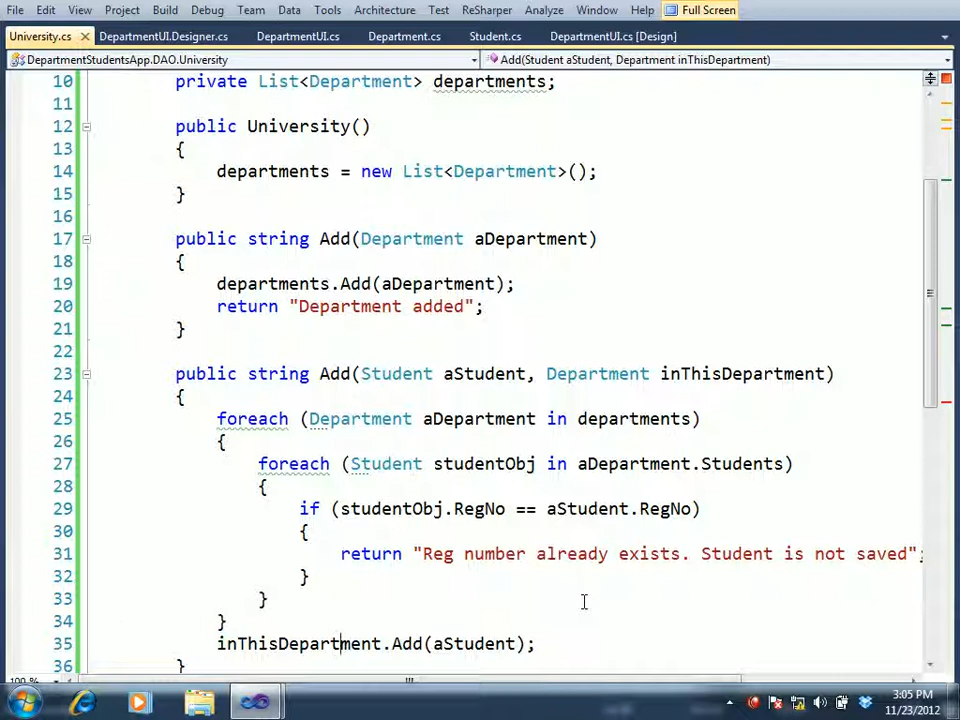 File Edit View Project Build Debug Team Data Tools Architecture Test ReSharper Analyze Window Help Full Screen
University.cs DepartmentUI.Designer.cs DepartmentUI.cs Department.cs Student.cs DepartmentUI.cs [Design]
DepartmentStudentsApp.DAO.University Add(Student aStudent, Department inThisDepartment)
10 private List<Department> departments;
11
12 public University()
13 {
14 departments = new List<Department>();
15 }
16
17 public string Add(Department aDepartment)
18 {
19 departments.Add(aDepartment);
20 return "Department added";
21 }
22
23 public string Add(Student aStudent, Department inThisDepartment)
24 {
25 foreach (Department aDepartment in departments)
26 {
27 foreach (Student studentObj in aDepartment.Students)
28 {
29 if (studentObj.RegNo == aStudent.RegNo)
30 {
31 return "Reg number already exists. Student is not saved";
32 }
33 }
34 }
35 inThisDepartment.Add(aStudent);
36 }
100 %
3:05 PM
11/23/2012